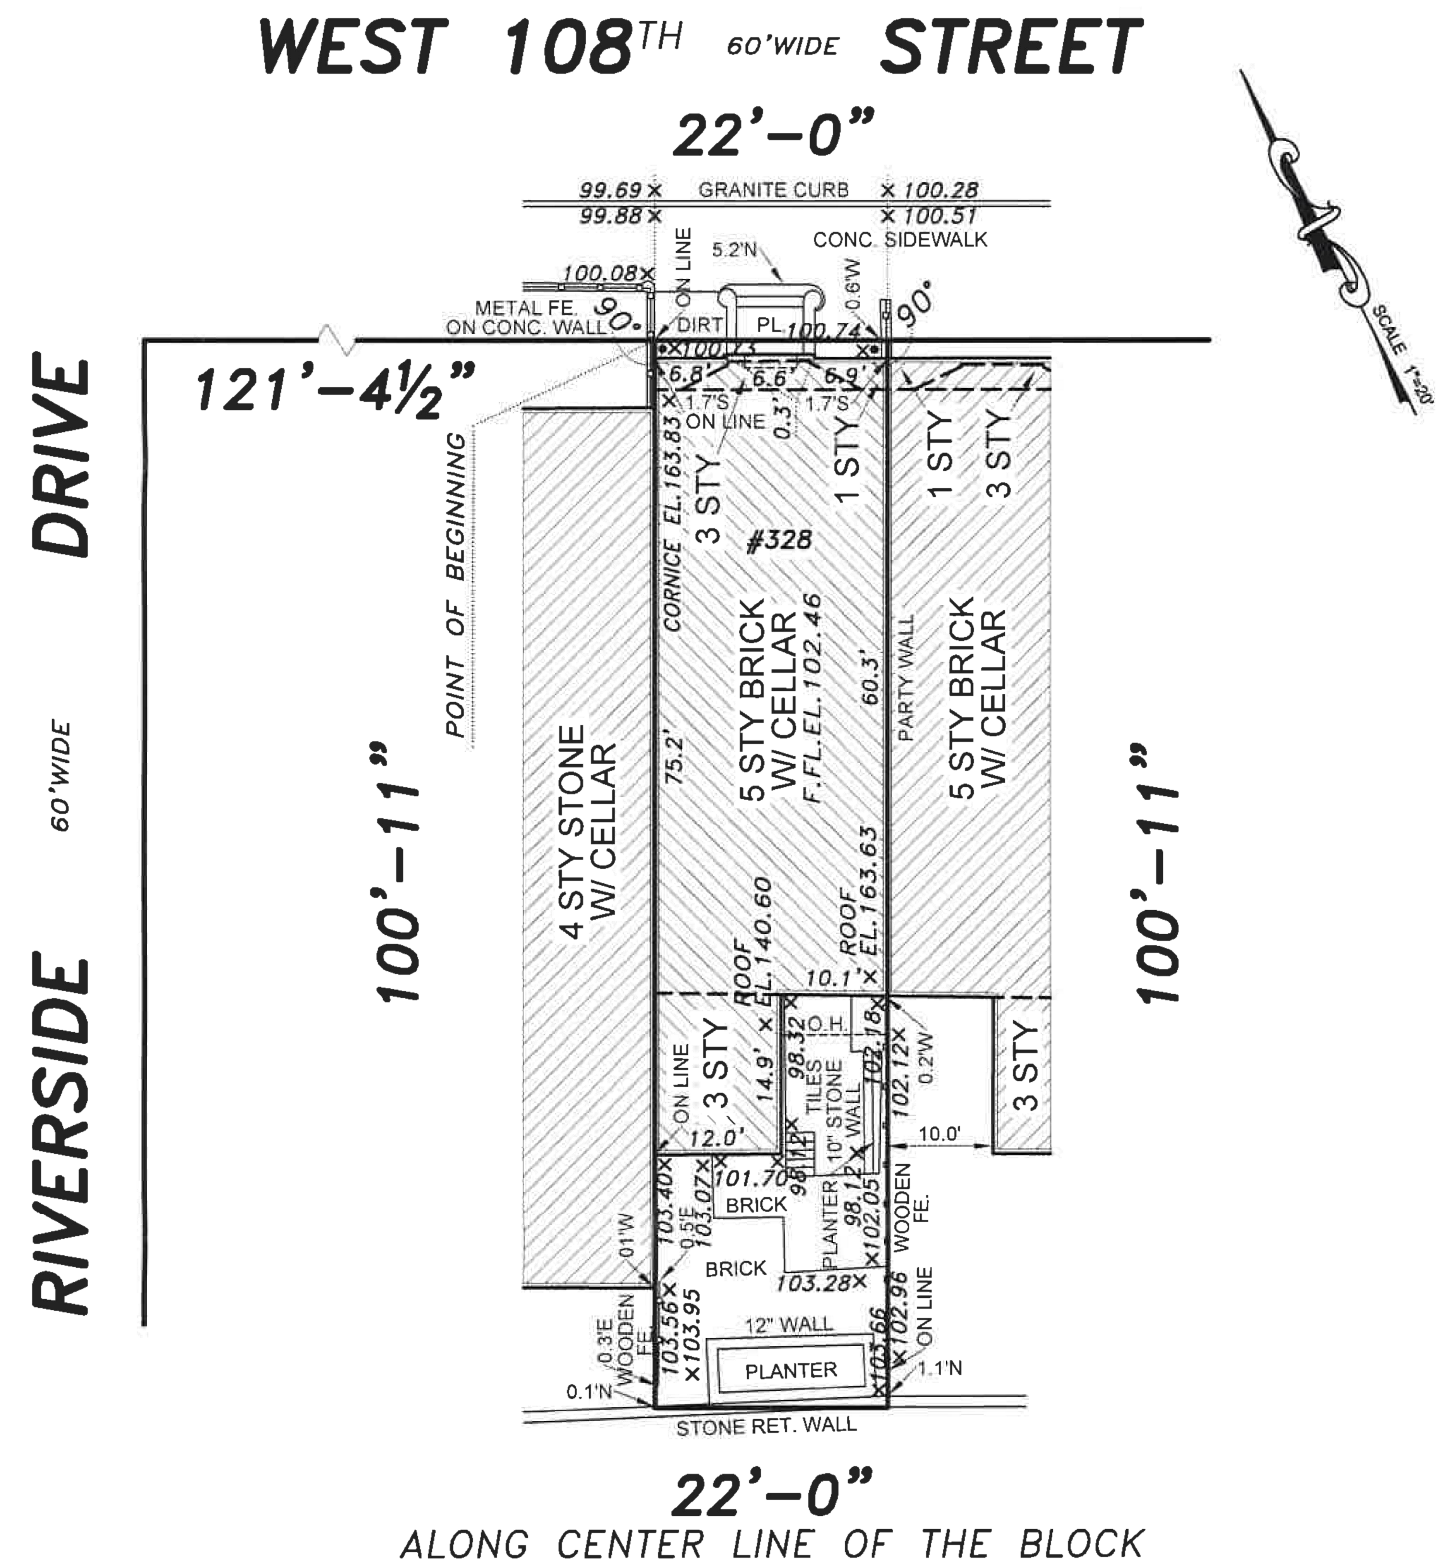 WEST 108TH 60'WIDE STREET
22'-0"
99.69 × GRANITE CURB × 100.28
99.88 × × 100.51
CONC. SIDEWALK
ON LINE
5.2'N
0.6'W
100.08×
METAL FE.
ON CONC. WALL
90°
90°
DIRT
PL.
100.74×
×100.73
SCALE 1"=20'
121'-4½"
6.8'
6.6'
6.9'
1.7'S
ON LINE
0.3'
1.7'S
POINT OF BEGINNING
CORNICE EL.163.83
3 STY
1 STY
1 STY
3 STY
#328
RIVERSIDE 60'WIDE DRIVE
100'-11"
4 STY STONE
W/ CELLAR
75.2'
5 STY BRICK
W/ CELLAR
F.FL.EL.102.46
60.3'
PARTY WALL
5 STY BRICK
W/ CELLAR
100'-11"
ROOF
EL.140.60
ROOF
EL.163.63
10.1'×
ON LINE
3 STY
14.9'
98.32
O.H.
TILES
10" STONE
WALL
102.18
102.12×
0.2'W
3 STY
12.0'
10.0'
103.40
103.07
101.70
98.12
98.12
102.05
WOODEN
FE.
BRICK
PLANTER
01'W
0.5'E
BRICK
103.28×
103.56
×103.95
103.66
×102.96
ON LINE
0.3'E
WOODEN
FE.
12" WALL
PLANTER
0.1'N
1.1'N
STONE RET. WALL
22'-0"
ALONG CENTER LINE OF THE BLOCK